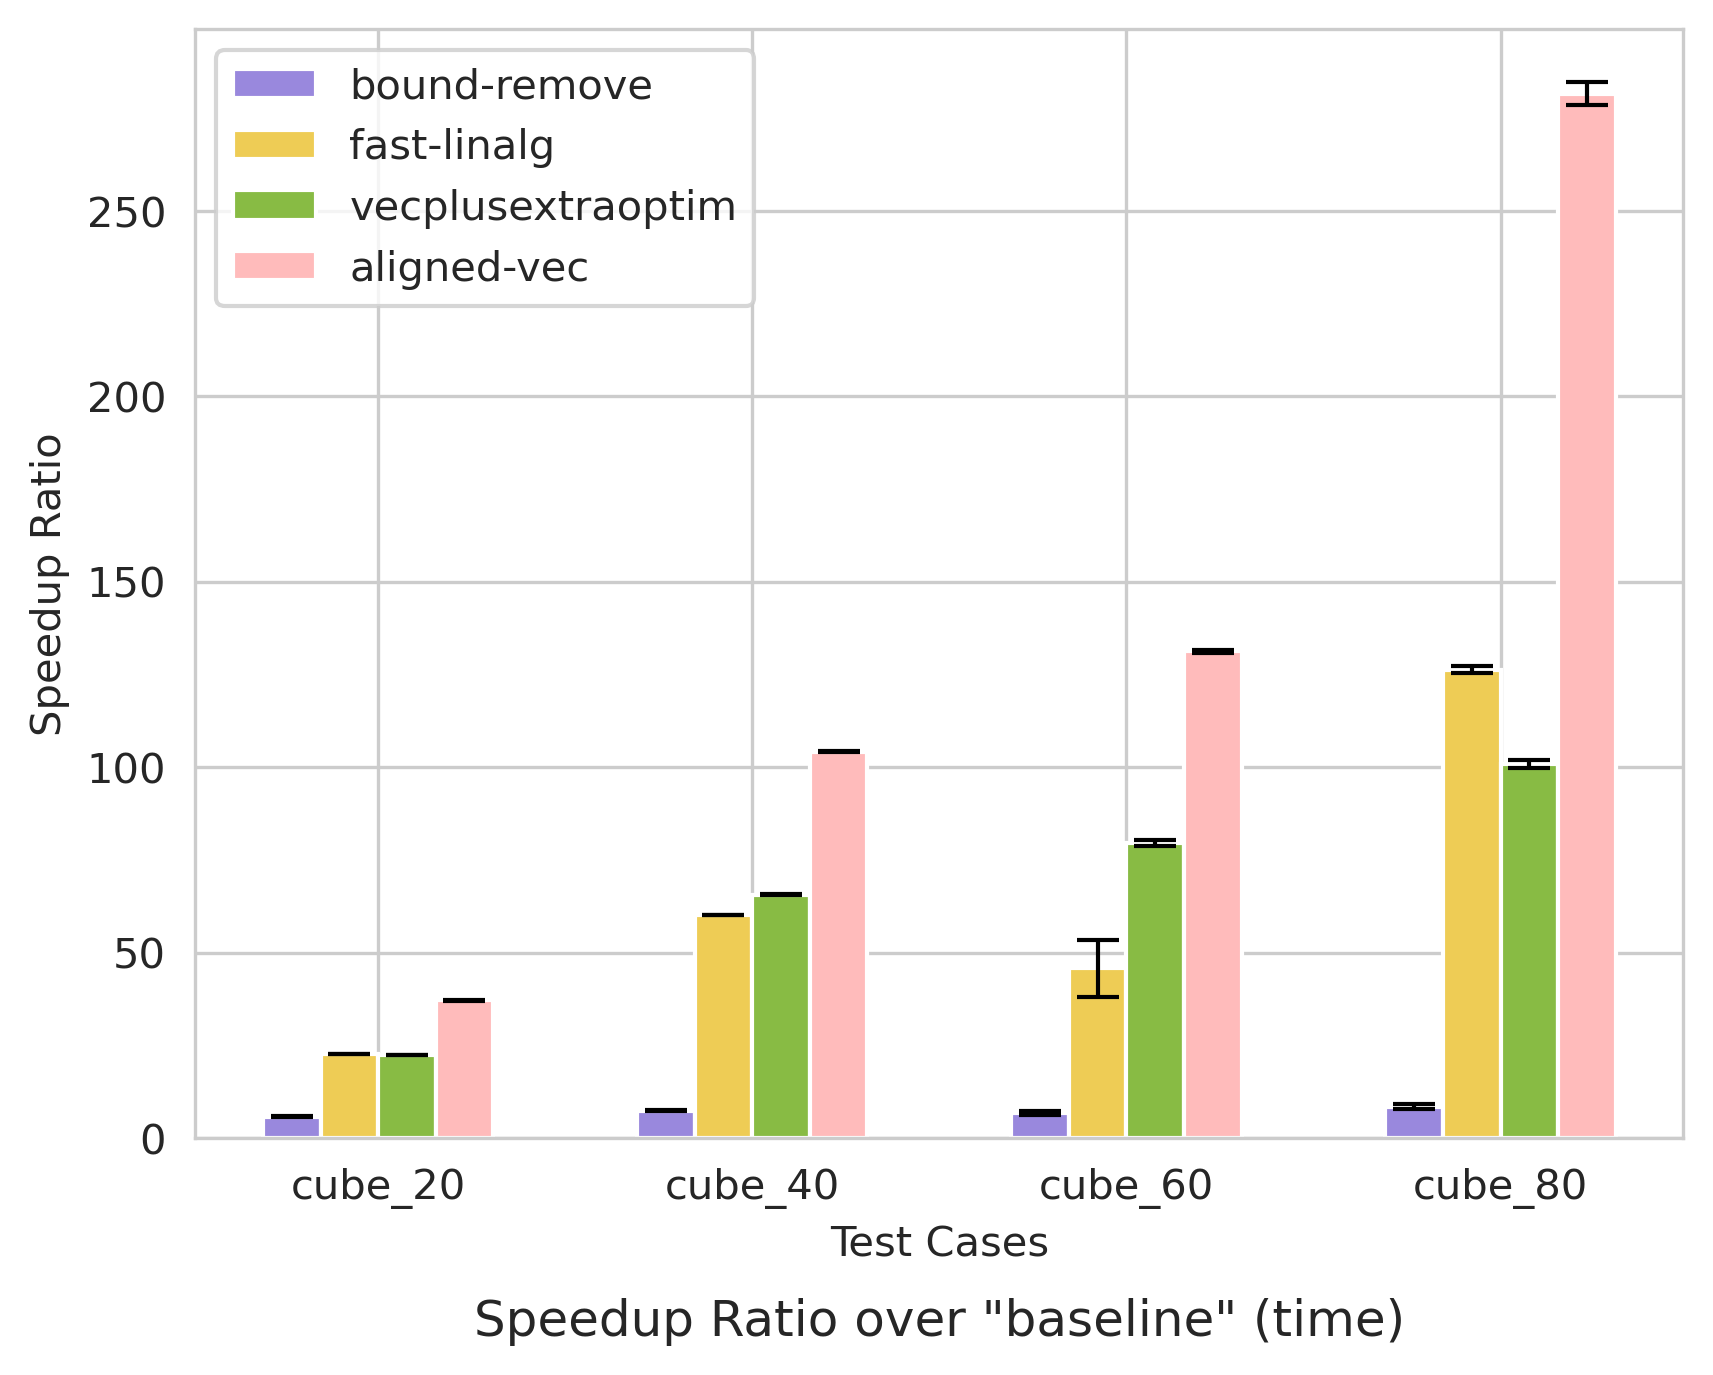 bound-remove
fast-linalg
vecplusextraoptim
aligned-vec
Speedup Ratio
250
200
150
100
50
0
cube_20 cube_40 cube_60 cube_80
Test Cases
Speedup Ratio over "baseline" (time)